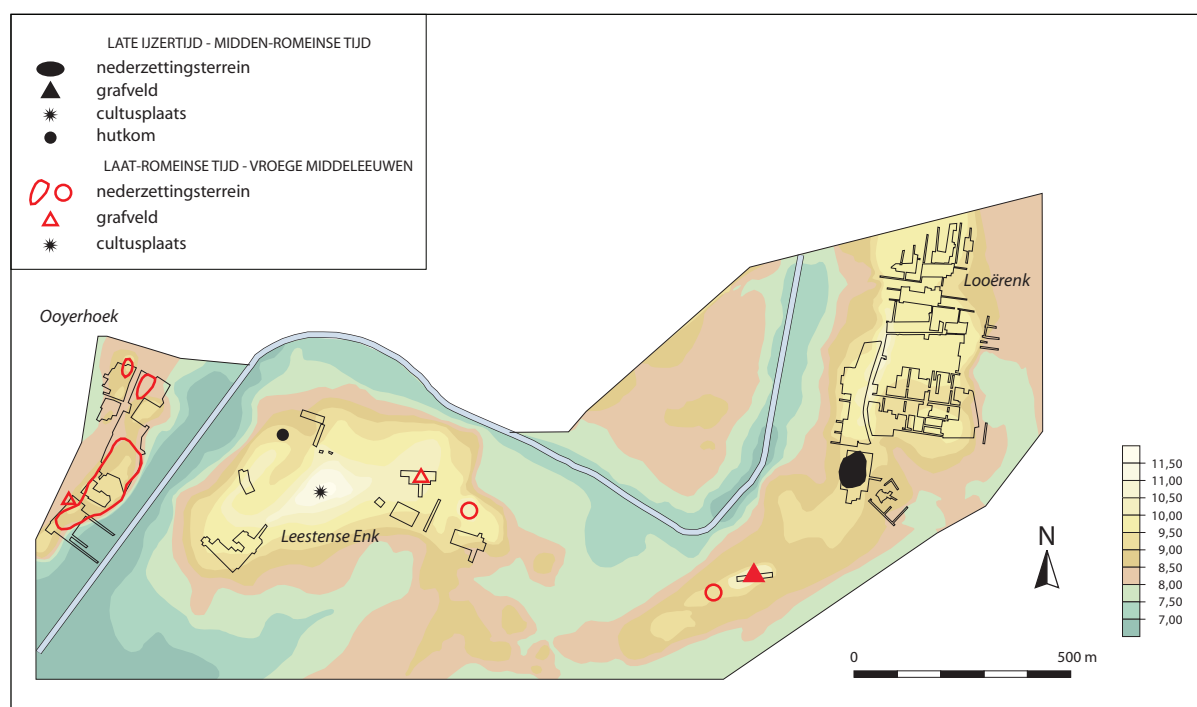 LATE IJZERTIJD - MIDDEN-ROMEINSE TIJD
nederzettingsterrein
grafveld
cultusplaats
hutkom
LAAT-ROMEINSE TIJD - VROEGE MIDDELEEUWEN
nederzettingsterrein
grafveld
cultusplaats
Looërenk
Ooyerhoek
Leestense Enk
N
11,50
11,00
10,50
10,00
9,50
9,00
8,50
8,00
7,50
7,00
0 500 m